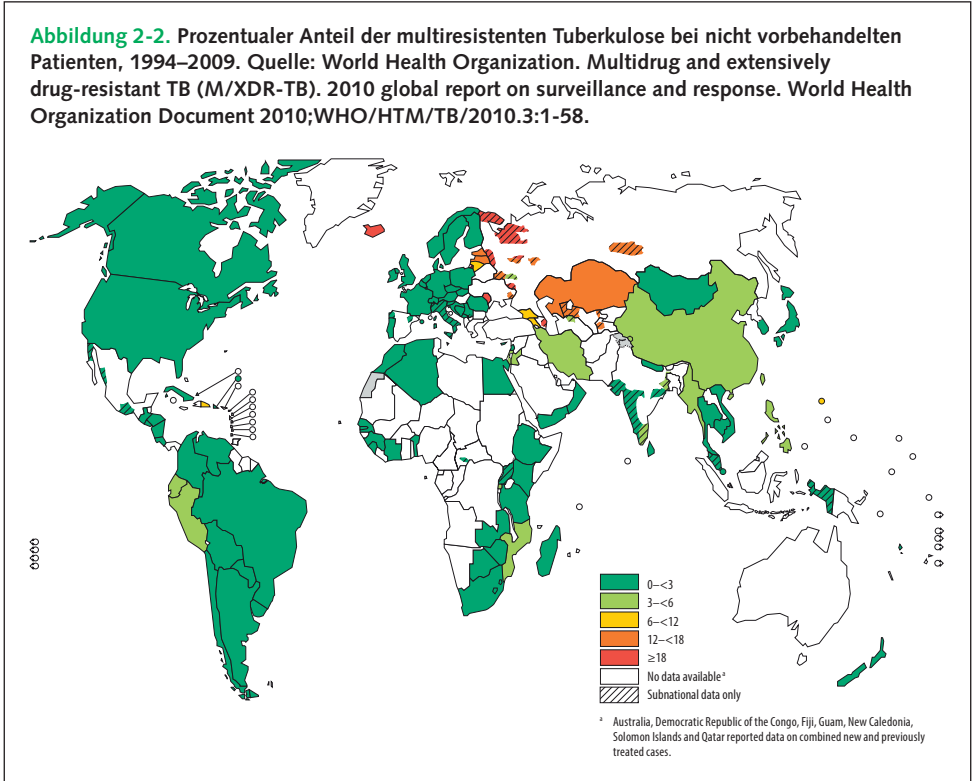 Abbildung 2-2. Prozentualer Anteil der multiresistenten Tuberkulose bei nicht vorbehandelten
Patienten, 1994–2009. Quelle: World Health Organization. Multidrug and extensively
drug-resistant TB (M/XDR-TB). 2010 global report on surveillance and response. World Health
Organization Document 2010;WHO/HTM/TB/2010.3:1-58.
0–<3
3–<6
6–<12
12–<18
≥18
No data available a
Subnational data only
a Australia, Democratic Republic of the Congo, Fiji, Guam, New Caledonia,
Solomon Islands and Qatar reported data on combined new and previously
treated cases.